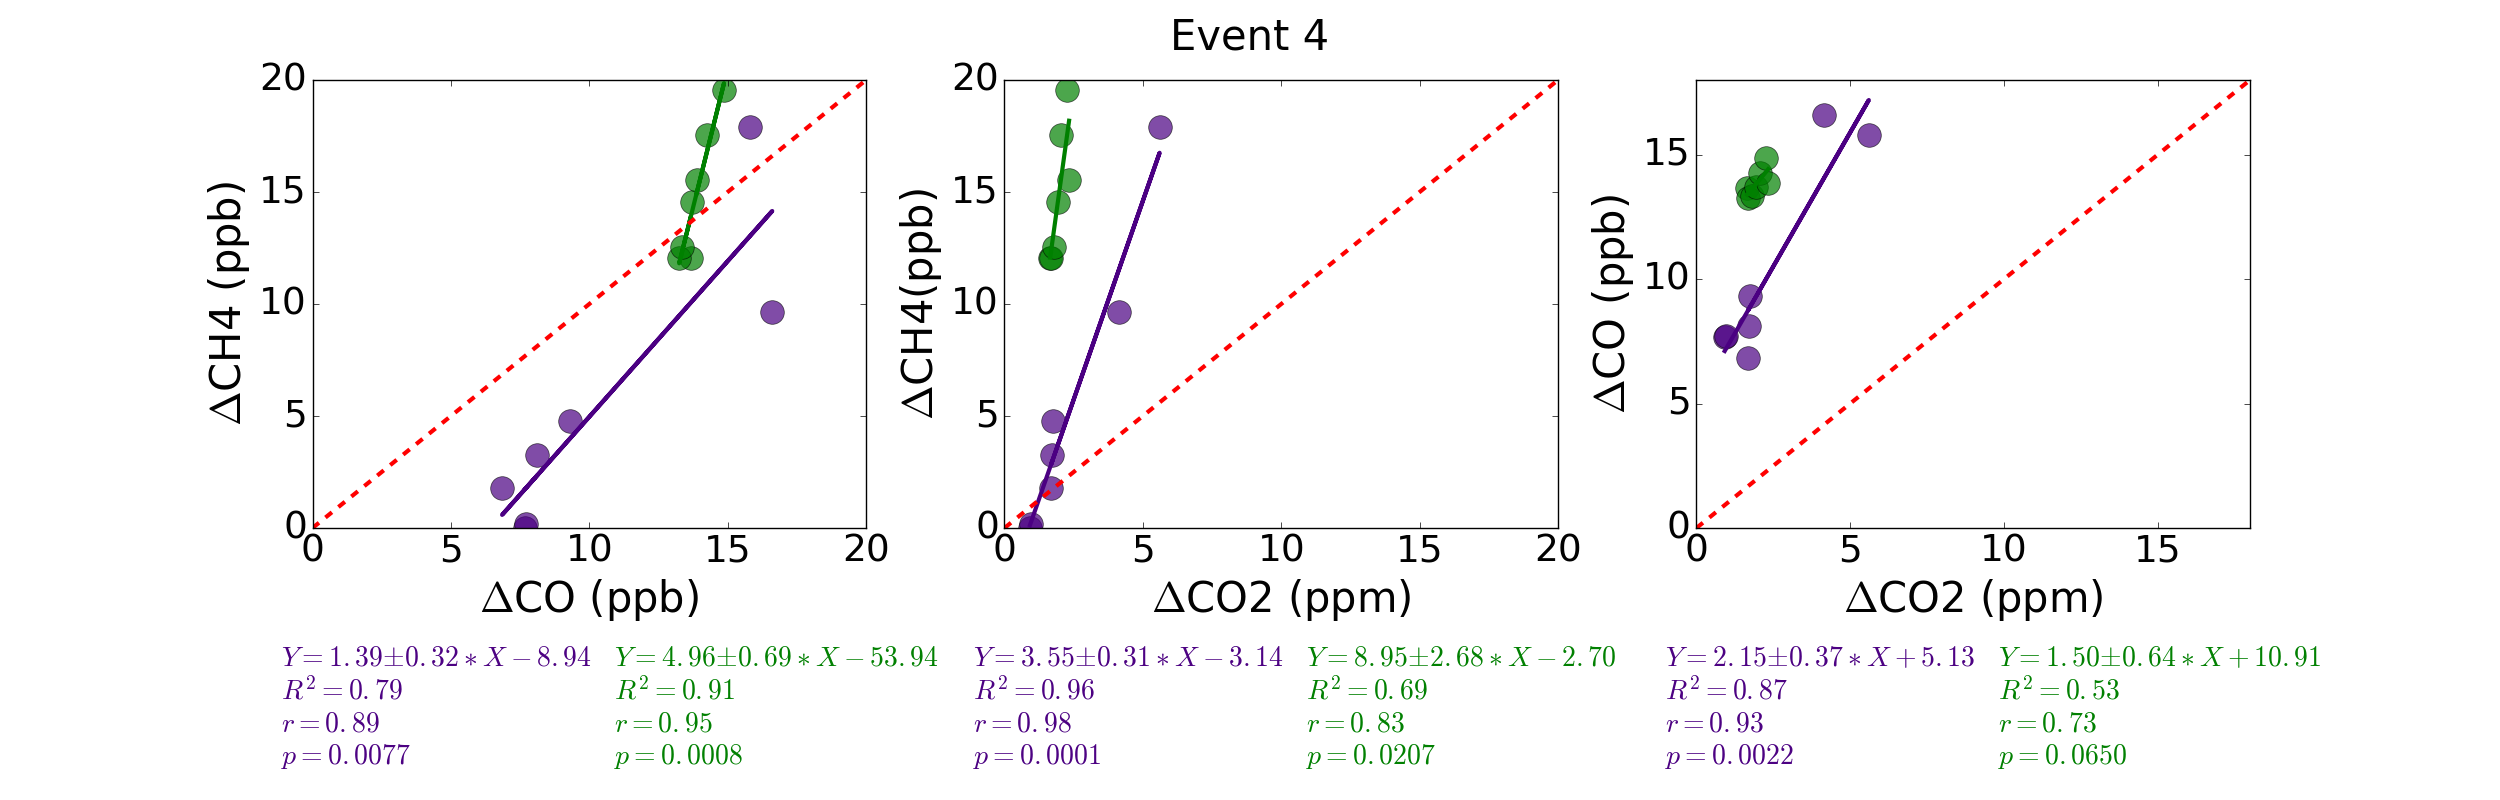 Event 4
20
15
10
5
0
0 5 10 15 20
ΔCH4 (ppb)
ΔCO (ppb)
20
15
10
5
0
0 5 10 15 20
ΔCH4(ppb)
ΔCO2 (ppm)
15
10
5
0
0 5 10 15
ΔCO (ppb)
ΔCO2 (ppm)
Y=1.39±0.32∗X−8.94
R²=0.79
r=0.89
p=0.0077
Y=4.96±0.69∗X−53.94
R²=0.91
r=0.95
p=0.0008
Y=3.55±0.31∗X−3.14
R²=0.96
r=0.98
p=0.0001
Y=8.95±2.68∗X−2.70
R²=0.69
r=0.83
p=0.0207
Y=2.15±0.37∗X+5.13
R²=0.87
r=0.93
p=0.0022
Y=1.50±0.64∗X+10.91
R²=0.53
r=0.73
p=0.0650